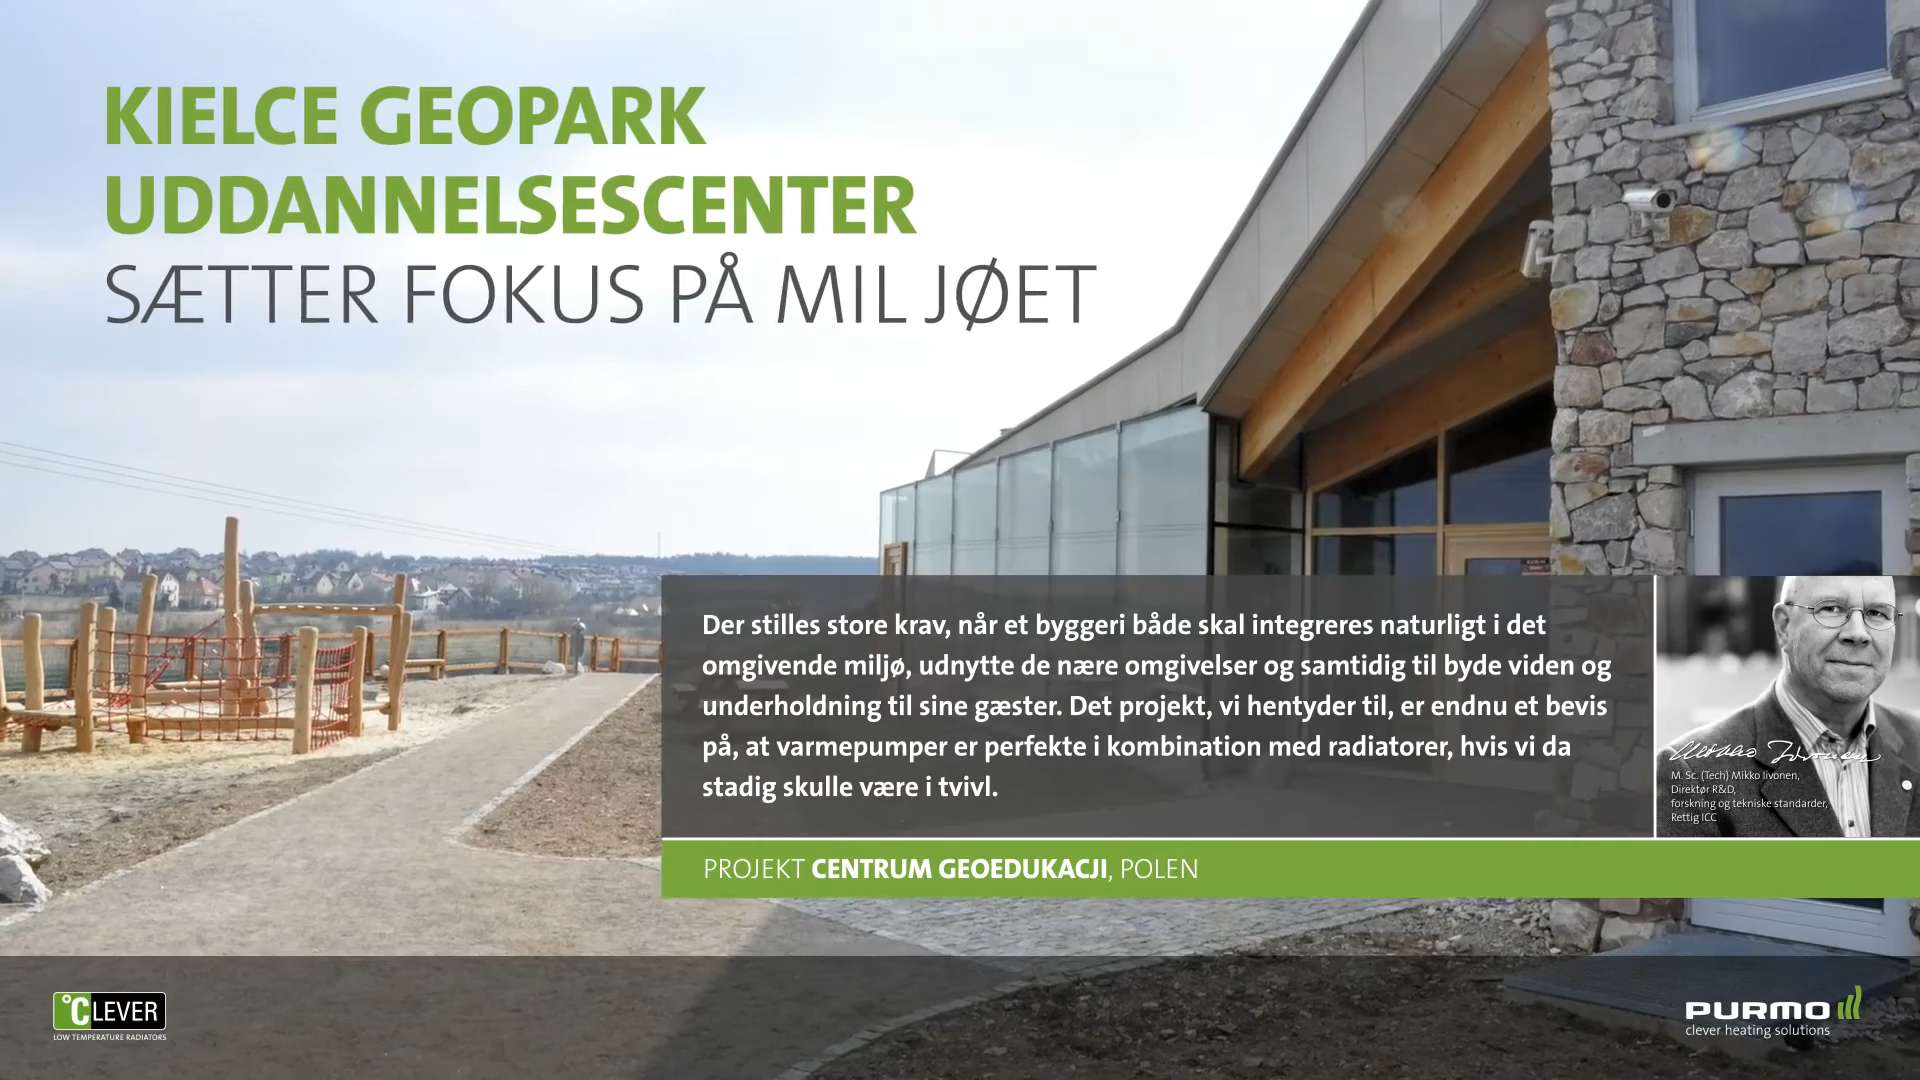 KIELCE GEOPARK
UDDANNELSESCENTER
SÆTTER FOKUS PÅ MILJØET
Der stilles store krav, når et byggeri både skal integreres naturligt i det
omgivende miljø, udnytte de nære omgivelser og samtidig til byde viden og
underholdning til sine gæster. Det projekt, vi hentyder til, er endnu et bevis
på, at varmepumper er perfekte i kombination med radiatorer, hvis vi da
stadig skulle være i tvivl.
Mikko Iivonen
M. Sc. (Tech) Mikko Iivonen,
Direktør R&D,
forskning og tekniske standarder,
Rettig ICC
PROJEKT CENTRUM GEOEDUKACJI, POLEN
°CLEVER
LOW TEMPERATURE RADIATORS
PURMO
clever heating solutions